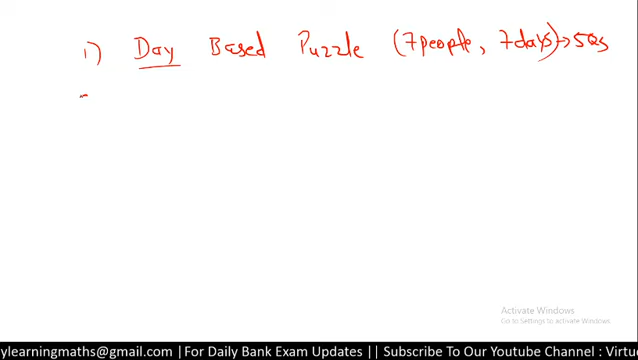 1) Day Based Puzzle (7people, 7days)→5Qs
Activate Windows
Go to Settings to activate Windows.
ylearningmaths@gmail.com |For Daily Bank Exam Updates || Subscribe To Our Youtube Channel : Virtu